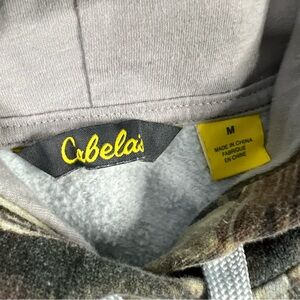 Cabela's
M
MADE IN CHINA
FABRIQUÉ
EN CHINE